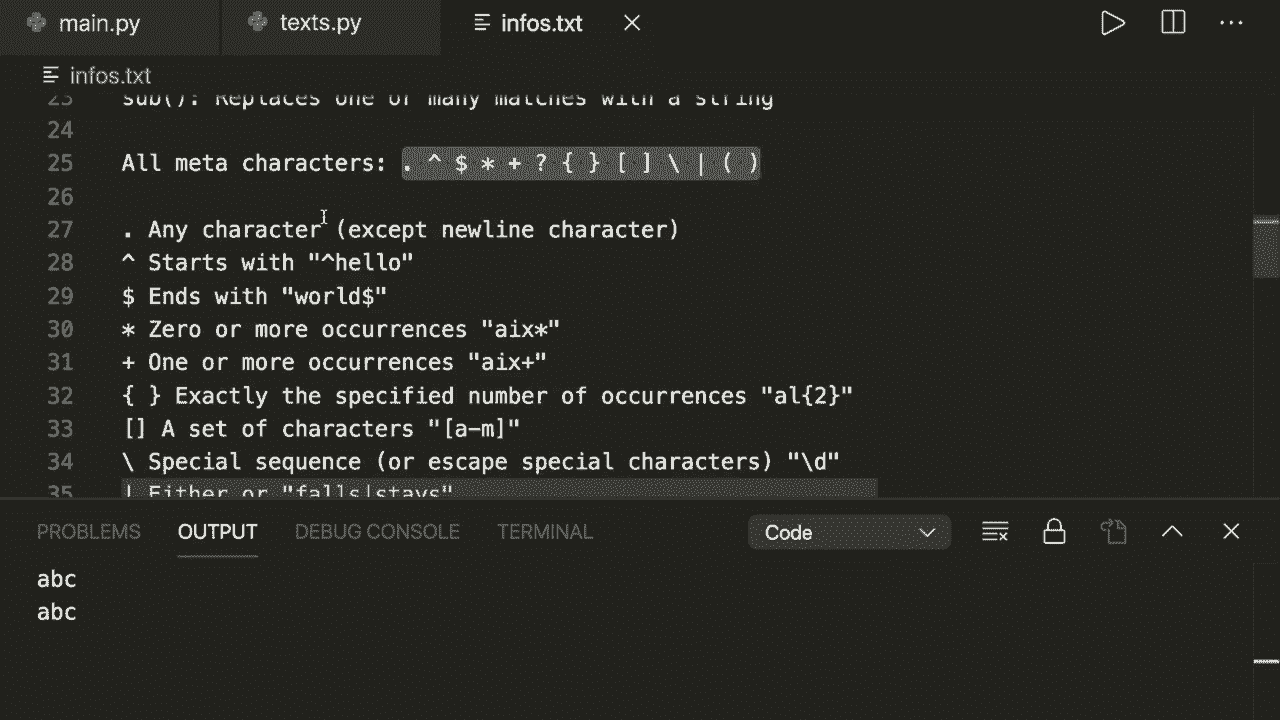 main.py
texts.py
infos.txt
infos.txt
23 sub(): Replaces one or many matches with a string
24
25 All meta characters: . ^ $ * + ? { } [ ] \ | ( )
26
27 . Any character (except newline character)
28 ^ Starts with "^hello"
29 $ Ends with "world$"
30 * Zero or more occurrences "aix*"
31 + One or more occurrences "aix+"
32 { } Exactly the specified number of occurrences "al{2}"
33 [] A set of characters "[a-m]"
34 \ Special sequence (or escape special characters) "\d"
35 | Either or "falls|stays"
PROBLEMS
OUTPUT
DEBUG CONSOLE
TERMINAL
Code
abc
abc